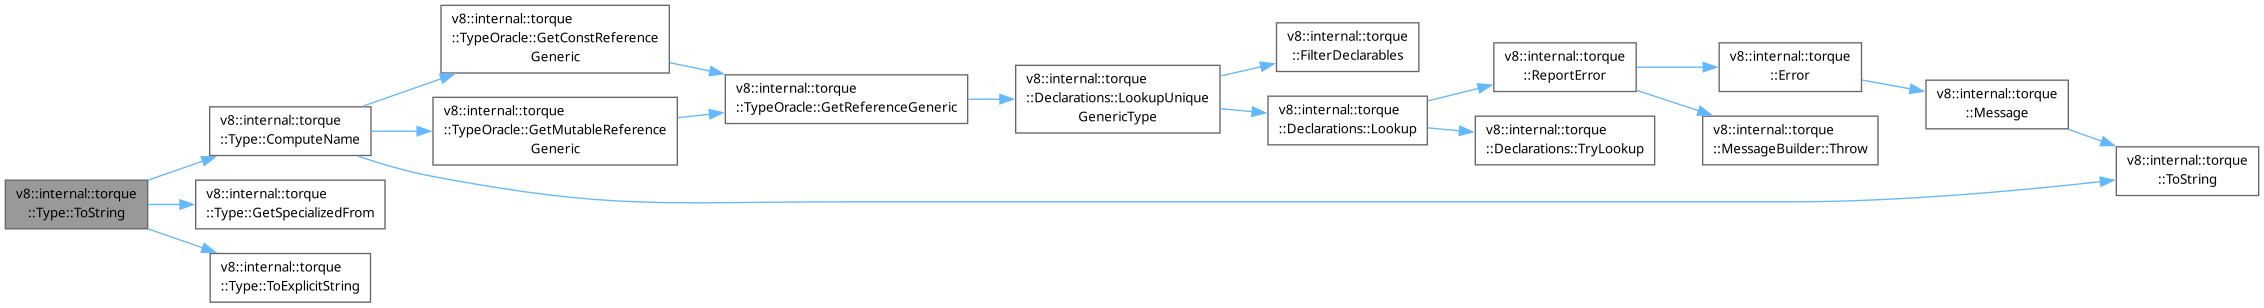 v8::internal::torque
::Type::ToString
v8::internal::torque
::Type::ComputeName
v8::internal::torque
::Type::GetSpecializedFrom
v8::internal::torque
::Type::ToExplicitString
v8::internal::torque
::TypeOracle::GetConstReference
Generic
v8::internal::torque
::TypeOracle::GetMutableReference
Generic
v8::internal::torque
::TypeOracle::GetReferenceGeneric
v8::internal::torque
::Declarations::LookupUnique
GenericType
v8::internal::torque
::FilterDeclarables
v8::internal::torque
::Declarations::Lookup
v8::internal::torque
::ReportError
v8::internal::torque
::Declarations::TryLookup
v8::internal::torque
::Error
v8::internal::torque
::MessageBuilder::Throw
v8::internal::torque
::Message
v8::internal::torque
::ToString